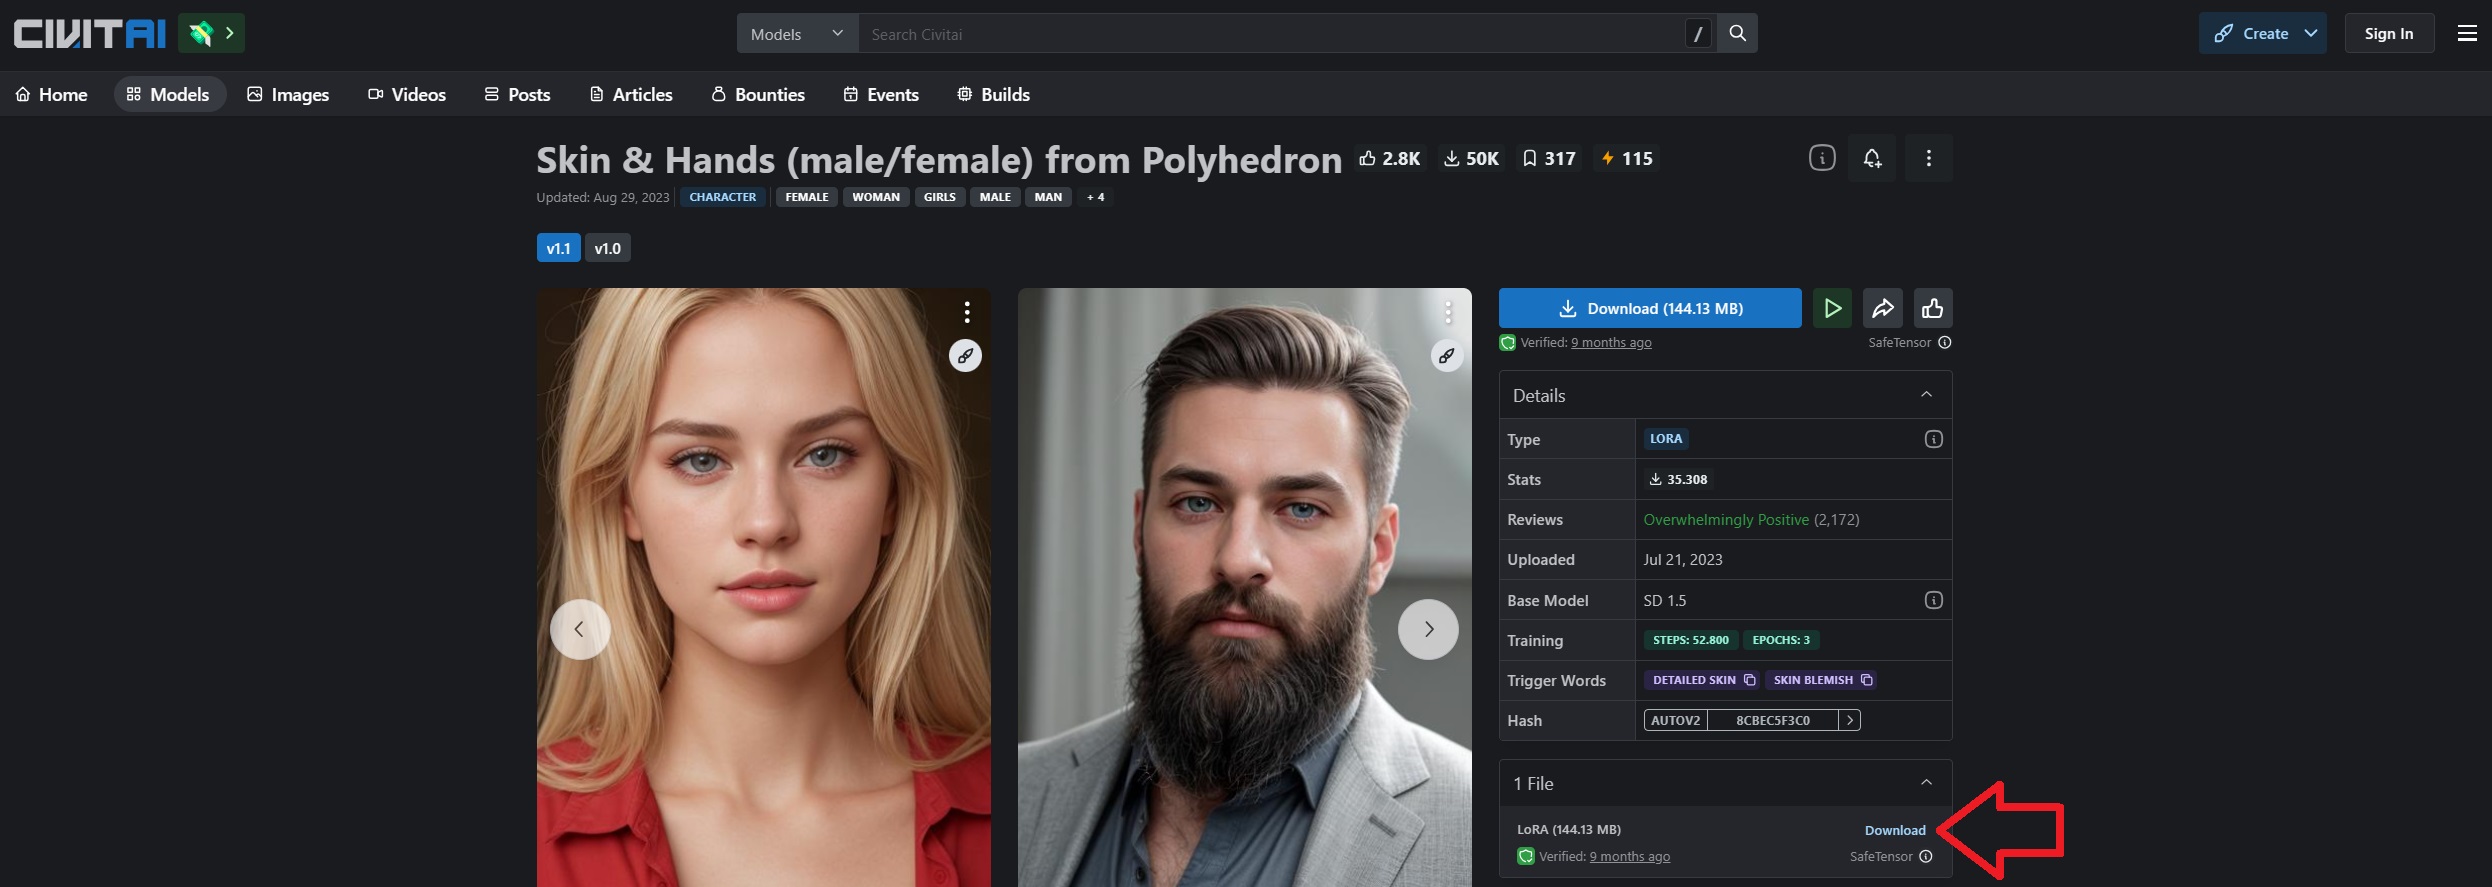 CIVITAI
Models
Search Civitai
/
Create
Sign In
Home
Models
Images
Videos
Posts
Articles
Bounties
Events
Builds
Skin & Hands (male/female) from Polyhedron
2.8K
50K
317
115
Updated: Aug 29, 2023
CHARACTER
FEMALE
WOMAN
GIRLS
MALE
MAN
+ 4
v1.1
v1.0
Download (144.13 MB)
Verified: 9 months ago
SafeTensor
Details
Type
LORA
Stats
35.308
Reviews
Overwhelmingly Positive (2,172)
Uploaded
Jul 21, 2023
Base Model
SD 1.5
Training
STEPS: 52.800
EPOCHS: 3
Trigger Words
DETAILED SKIN
SKIN BLEMISH
Hash
AUTOV2
8CBEC5F3C0
1 File
LoRA (144.13 MB)
Download
Verified: 9 months ago
SafeTensor